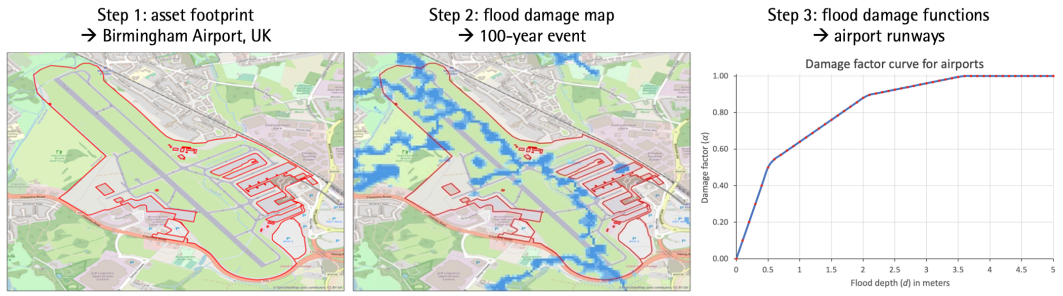 Step 1: asset footprint
→ Birmingham Airport, UK
Step 2: flood damage map
→ 100-year event
Step 3: flood damage functions
→ airport runways
Damage factor curve for airports
Damage factor (α)
1.00
0.80
0.60
0.40
0.20
0.00
0 0.5 1 1.5 2 2.5 3 3.5 4 4.5 5
Flood depth (d) in meters